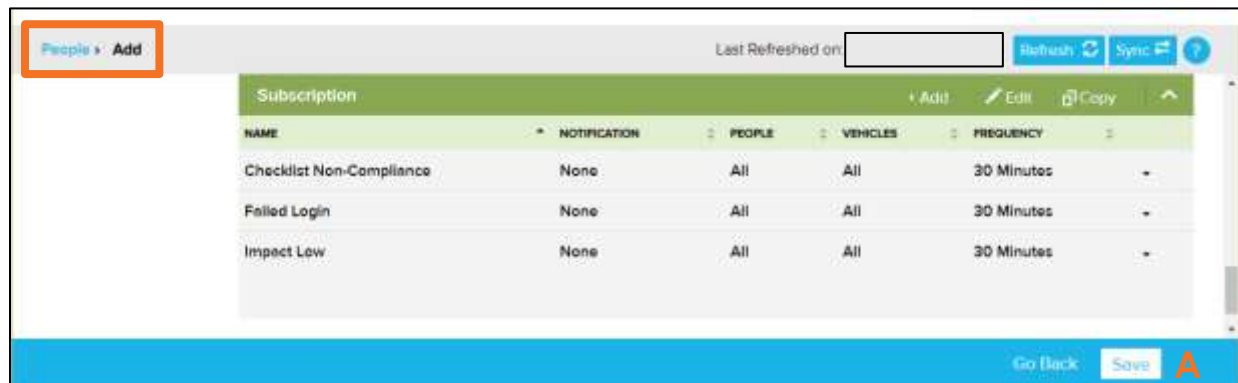 People › Add Last Refreshed on: Refresh Sync ?
Subscription + Add Edit Copy
NAME NOTIFICATION PEOPLE VEHICLES FREQUENCY
Checklist Non-Compliance None All All 30 Minutes
Failed Login None All All 30 Minutes
Impact Low None All All 30 Minutes
Go Back Save A